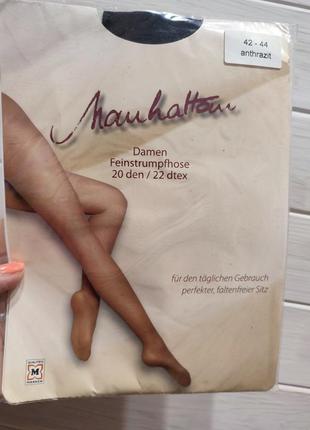 42 - 44
anthrazit
Manhattan
Damen
Feinstrumpfhose
20 den / 22 dtex
für den täglichen Gebrauch
perfekter, faltenfreier Sitz
M